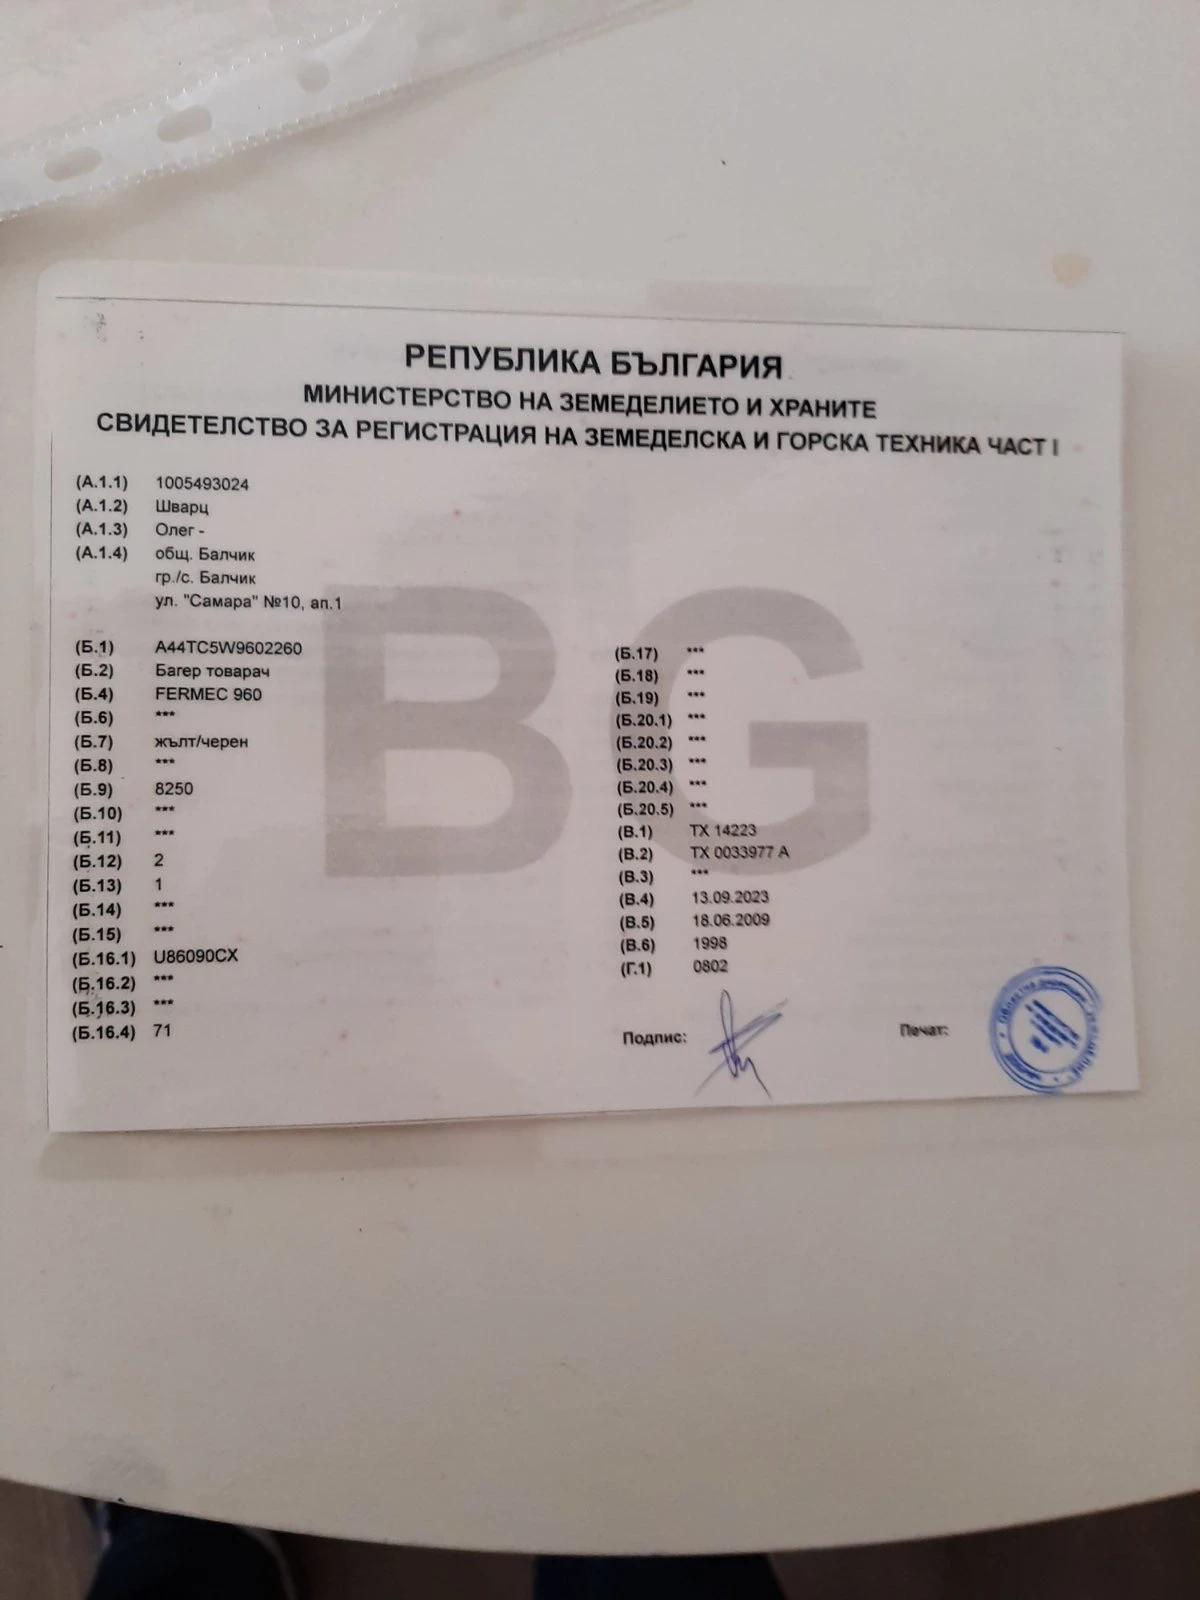 РЕПУБЛИКА БЪЛГАРИЯ
МИНИСТЕРСТВО НА ЗЕМЕДЕЛИЕТО И ХРАНИТЕ
СВИДЕТЕЛСТВО ЗА РЕГИСТРАЦИЯ НА ЗЕМЕДЕЛСКА И ГОРСКА ТЕХНИКА ЧАСТ I
(А.1.1) 1005493024
(А.1.2) Шварц
(А.1.3) Олег -
(А.1.4) общ. Балчик
гр./с. Балчик
ул. "Самара" №10, ап.1
BG
(Б.1) A44TC5W9602260
(Б.2) Багер товарач
(Б.4) FERMEC 960
(Б.6) ***
(Б.7) жълт/черен
(Б.8) ***
(Б.9) 8250
(Б.10) ***
(Б.11) ***
(Б.12) 2
(Б.13) 1
(Б.14) ***
(Б.15) ***
(Б.16.1) U86090CX
(Б.16.2) ***
(Б.16.3) ***
(Б.16.4) 71
(Б.17) ***
(Б.18) ***
(Б.19) ***
(Б.20.1) ***
(Б.20.2) ***
(Б.20.3) ***
(Б.20.4) ***
(Б.20.5) ***
(В.1) ТХ 14223
(В.2) ТХ 0033977 А
(В.3) ***
(В.4) 13.09.2023
(В.5) 18.06.2009
(В.6) 1998
(Г.1) 0802
Подпис:
Печат: